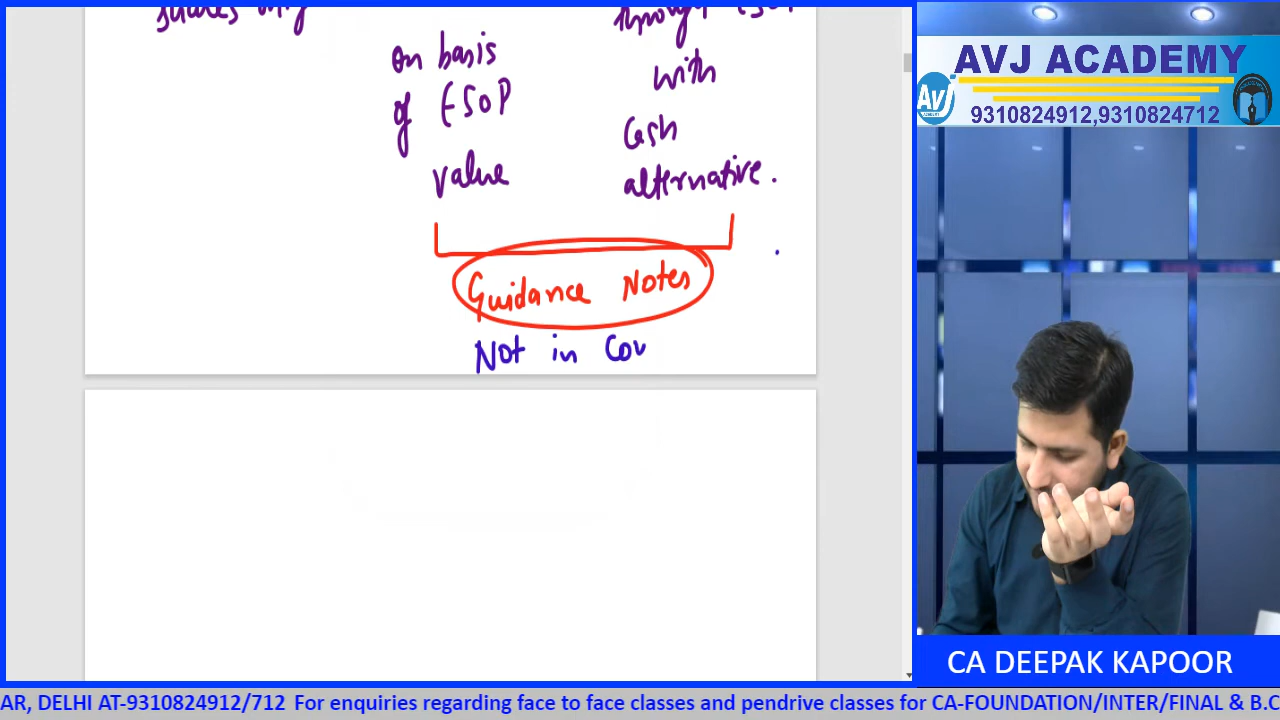 on basis
of ESOP
value
with
Cash
alternative.
Guidance Notes
Not in Cov
AVJ ACADEMY
AVJ
9310824912,9310824712
CA DEEPAK KAPOOR
AR, DELHI AT-9310824912/712 For enquiries regarding face to face classes and pendrive classes for CA-FOUNDATION/INTER/FINAL & B.C